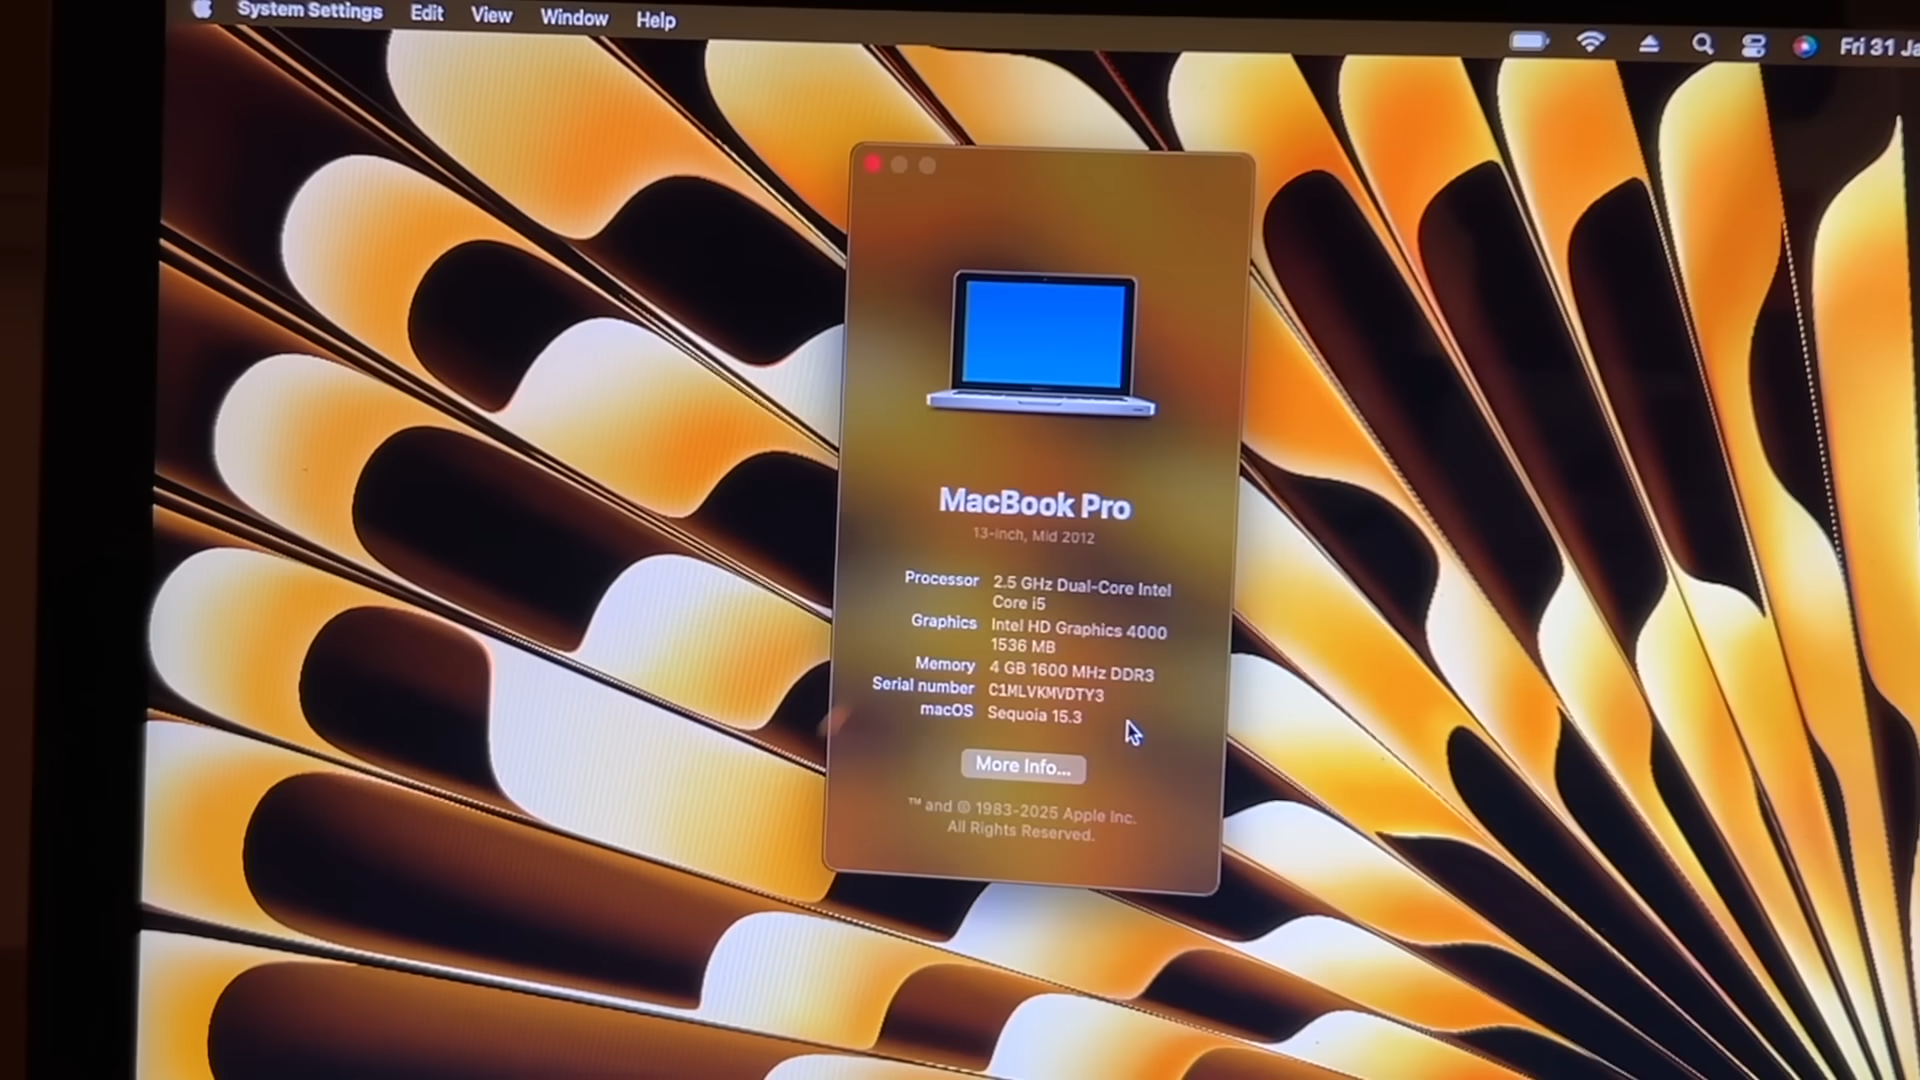 System Settings Edit View Window Help
Fri 31 Ja
MacBook Pro
13-inch, Mid 2012
Processor 2.5 GHz Dual-Core Intel
Core i5
Graphics Intel HD Graphics 4000
1536 MB
Memory 4 GB 1600 MHz DDR3
Serial number C1MLVKMVDTY3
macOS Sequoia 15.3
More Info...
™ and © 1983-2025 Apple Inc.
All Rights Reserved.